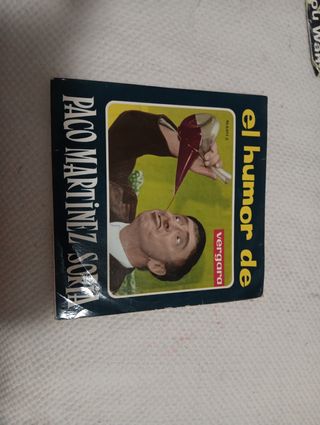 el humor de
vergara
PACO MARTINEZ SORIA